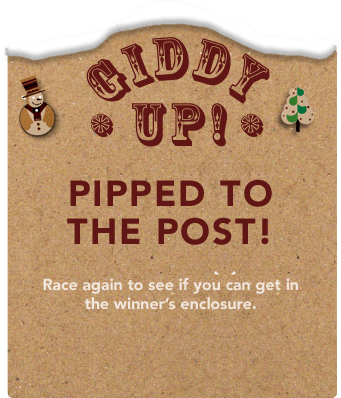 GIDDY
UP!
PIPPED TO
THE POST!
Race again to see if you can get in
the winner's enclosure.